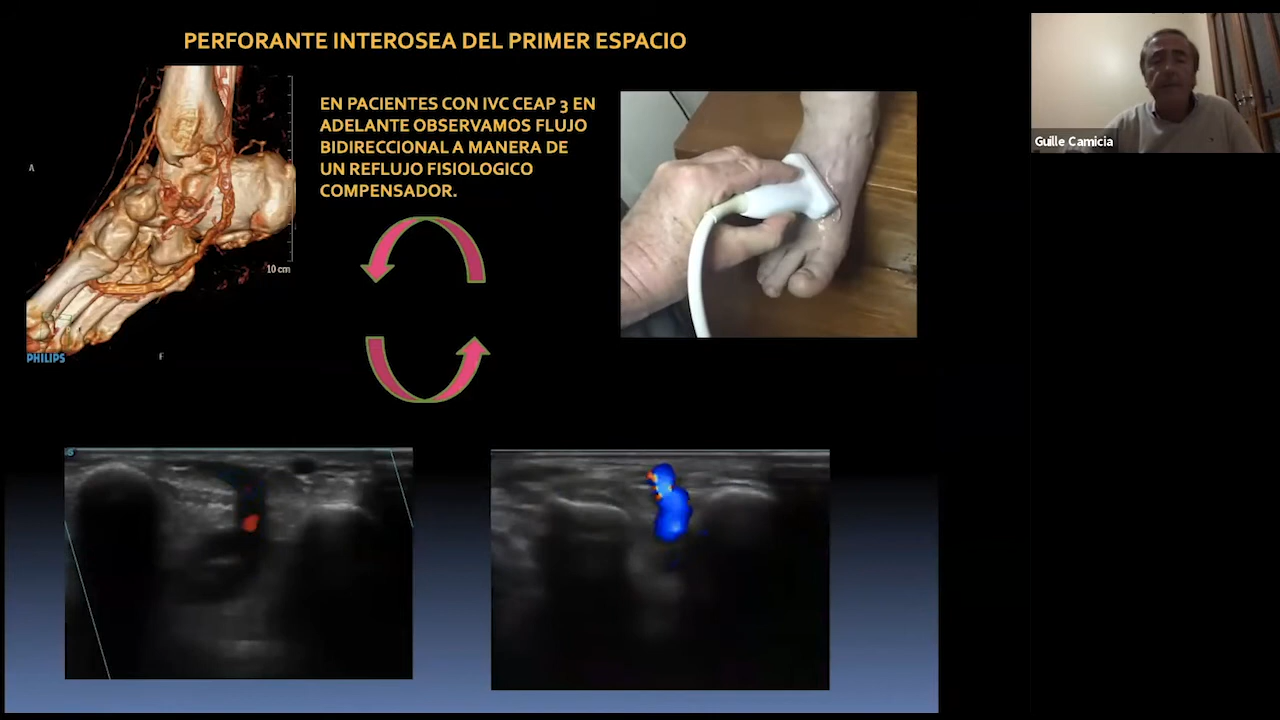 PERFORANTE INTEROSEA DEL PRIMER ESPACIO
EN PACIENTES CON IVC CEAP 3 EN
ADELANTE OBSERVAMOS FLUJO
BIDIRECCIONAL A MANERA DE
UN REFLUJO FISIOLOGICO
COMPENSADOR.
Guille Camicia
A
10 cm
PHILIPS
F